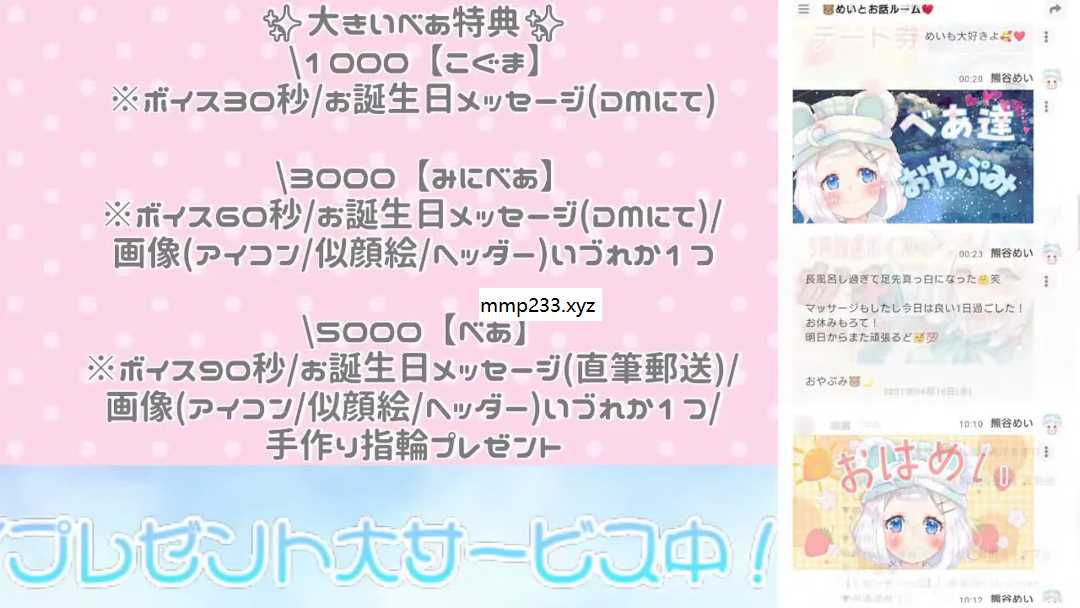 大きいべあ特典
\1000【こぐま】
※ボイス30秒/お誕生日メッセージ(DMにて)
\3000【みにべあ】
※ボイス60秒/お誕生日メッセージ(DMにて)/
画像(アイコン/似顔絵/ヘッダー)いづれか1つ
mmp233.xyz
\5000【べあ】
※ボイス90秒/お誕生日メッセージ(直筆郵送)/
画像(アイコン/似顔絵/ヘッダー)いづれか1つ/
手作り指輪プレゼント
プレゼント大サービス中!
🐻めいとお話ルーム❤️
デート券
めいも大好きよ🥰❤️
00:20 熊谷めい
べあ達
おやぷみ
00:23 熊谷めい
長風呂し過ぎて足先真っ白になった🤗笑
マッサージもしたし今日は良い1日過ごした!
お休みもろて!
明日からまた頑張るど🥳💯
おやぷみ🐻🌙
10:10 熊谷めい
おはめい
10:12 熊谷めい